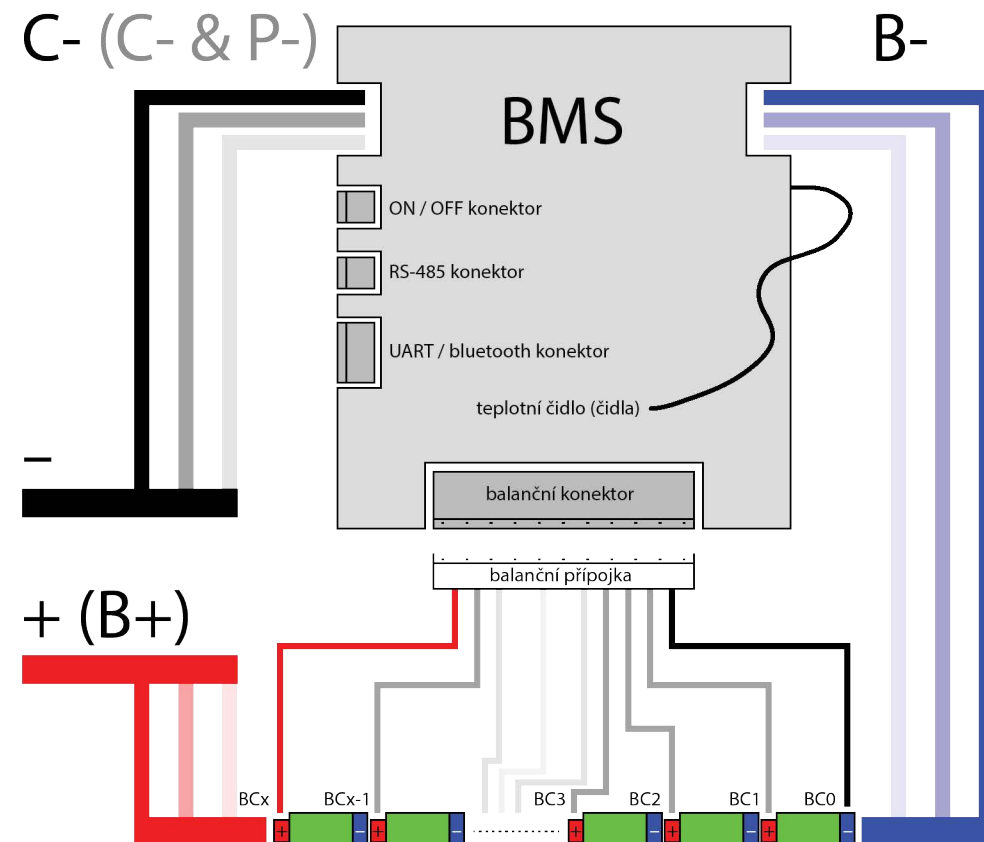 C- (C- & P-)
B-
BMS
ON / OFF konektor
RS-485 konektor
UART / bluetooth konektor
teplotní čidlo (čidla)
–
balanční konektor
balanční přípojka
+ (B+)
BCx
BCx-1
BC3
BC2
BC1
BC0
+ – + – + – + – + –